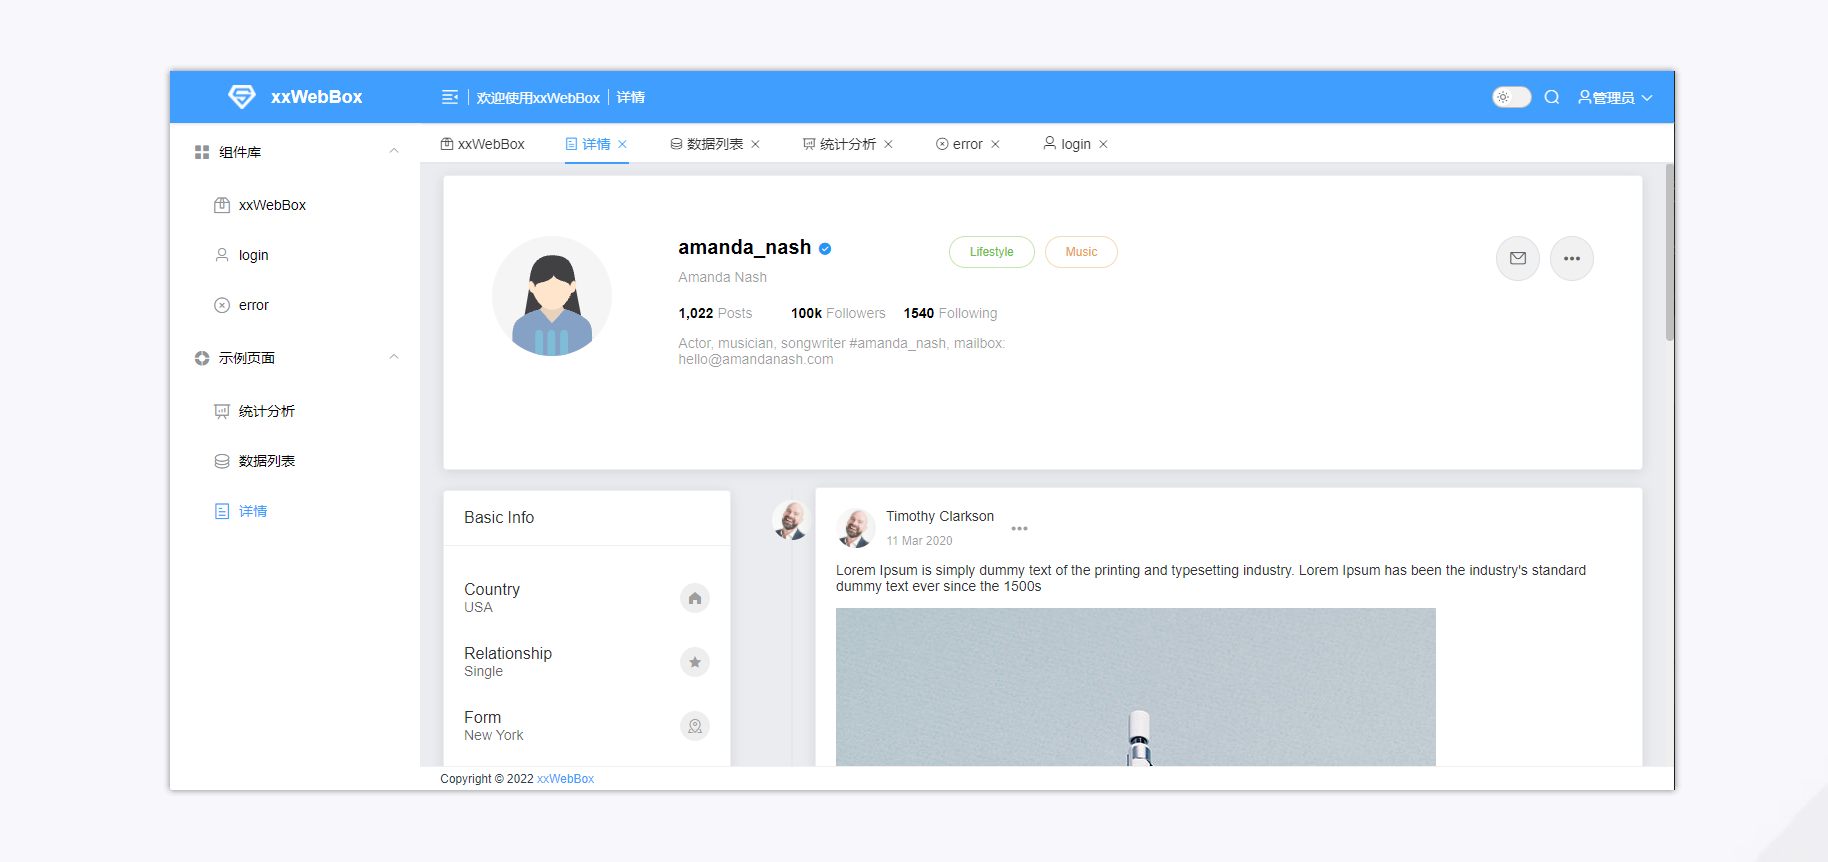 xxWebBox
欢迎使用xxWebBox
详情
管理员
组件库
xxWebBox
login
error
示例页面
统计分析
数据列表
详情
xxWebBox
详情
数据列表
统计分析
error
login
amanda_nash
Lifestyle
Music
Amanda Nash
1,022 Posts
100k Followers
1540 Following
Actor, musician, songwriter #amanda_nash, mailbox:
hello@amandanash.com
Basic Info
Country
USA
Relationship
Single
Form
New York
Timothy Clarkson
11 Mar 2020
Lorem Ipsum is simply dummy text of the printing and typesetting industry. Lorem Ipsum has been the industry's standard
dummy text ever since the 1500s
Copyright © 2022 xxWebBox